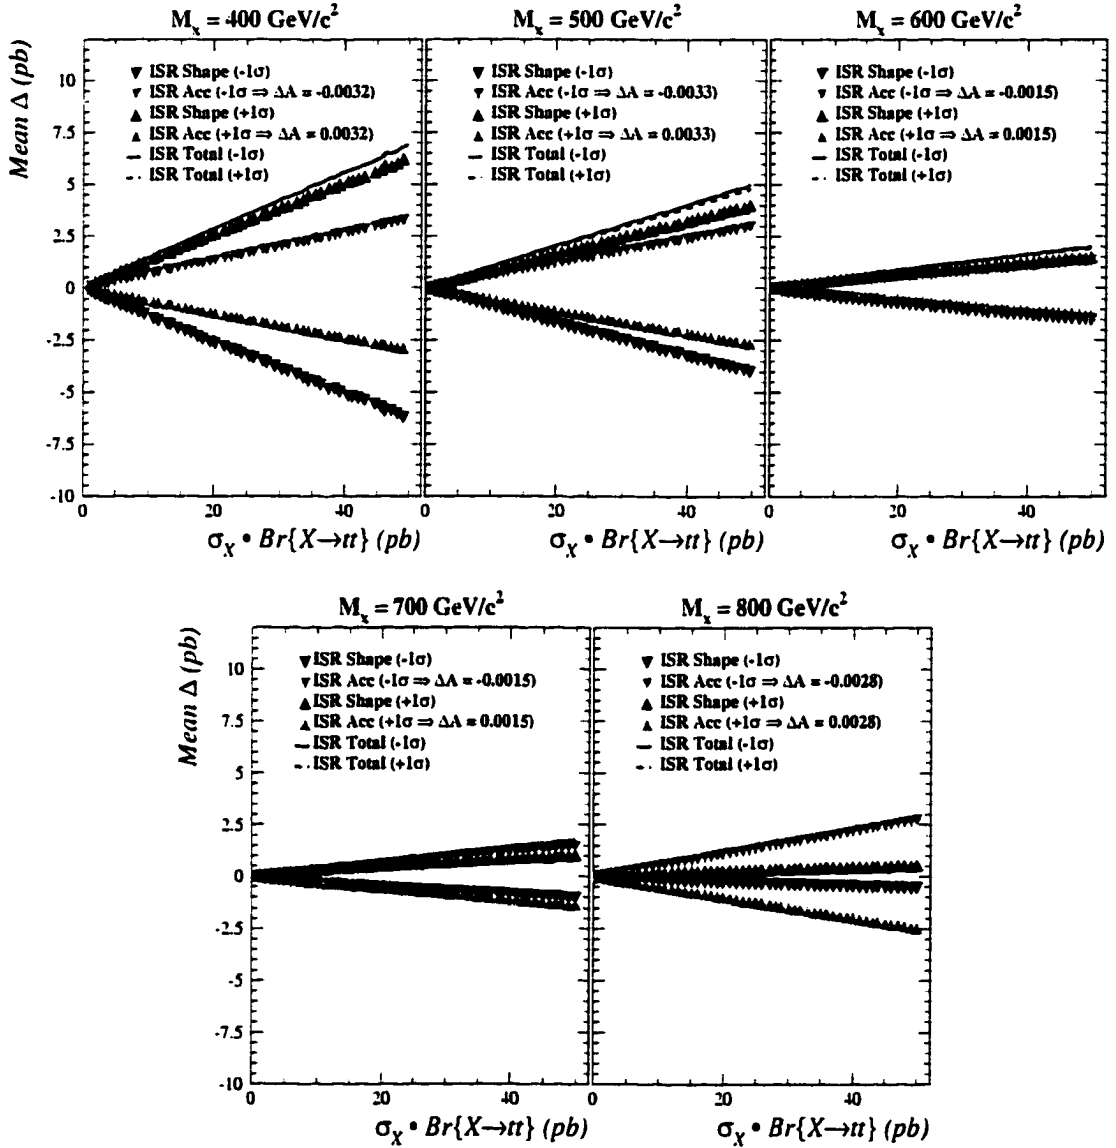 M_x = 400 GeV/c²
M_x = 500 GeV/c²
M_x = 600 GeV/c²
Mean Δ (pb)
10
7.5
5
2.5
0
-2.5
-5
-7.5
-10
▼ ISR Shape (-1σ)
▼ ISR Acc (-1σ ⇒ ΔA = -0.0032)
▲ ISR Shape (+1σ)
▲ ISR Acc (+1σ ⇒ ΔA = 0.0032)
— ISR Total (-1σ)
- - ISR Total (+1σ)
▼ ISR Shape (-1σ)
▼ ISR Acc (-1σ ⇒ ΔA = -0.0033)
▲ ISR Shape (+1σ)
▲ ISR Acc (+1σ ⇒ ΔA = 0.0033)
— ISR Total (-1σ)
- - ISR Total (+1σ)
▼ ISR Shape (-1σ)
▼ ISR Acc (-1σ ⇒ ΔA = -0.0015)
▲ ISR Shape (+1σ)
▲ ISR Acc (+1σ ⇒ ΔA = 0.0015)
— ISR Total (-1σ)
- - ISR Total (+1σ)
0 20 40
0 20 40
0 20 40
σ_X • Br{X→tt} (pb)
σ_X • Br{X→tt} (pb)
σ_X • Br{X→tt} (pb)
M_x = 700 GeV/c²
M_x = 800 GeV/c²
Mean Δ (pb)
10
7.5
5
2.5
0
-2.5
-5
-7.5
-10
▼ ISR Shape (-1σ)
▼ ISR Acc (-1σ ⇒ ΔA = -0.0015)
▲ ISR Shape (+1σ)
▲ ISR Acc (+1σ ⇒ ΔA = 0.0015)
— ISR Total (-1σ)
- - ISR Total (+1σ)
▼ ISR Shape (-1σ)
▼ ISR Acc (-1σ ⇒ ΔA = -0.0028)
▲ ISR Shape (+1σ)
▲ ISR Acc (+1σ ⇒ ΔA = 0.0028)
— ISR Total (-1σ)
- - ISR Total (+1σ)
0 20 40
0 20 40
σ_X • Br{X→tt} (pb)
σ_X • Br{X→tt} (pb)